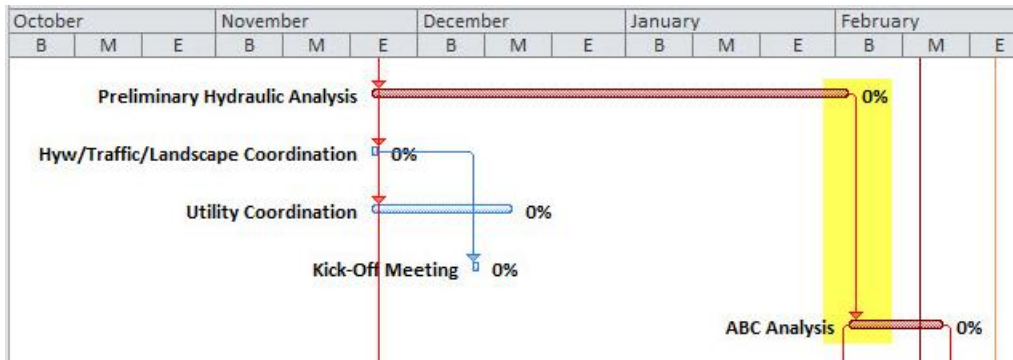 October November December January February
B M E B M E B M E B M E B M E
Preliminary Hydraulic Analysis 0%
Hyw/Traffic/Landscape Coordination 0%
Utility Coordination 0%
Kick-Off Meeting 0%
ABC Analysis 0%